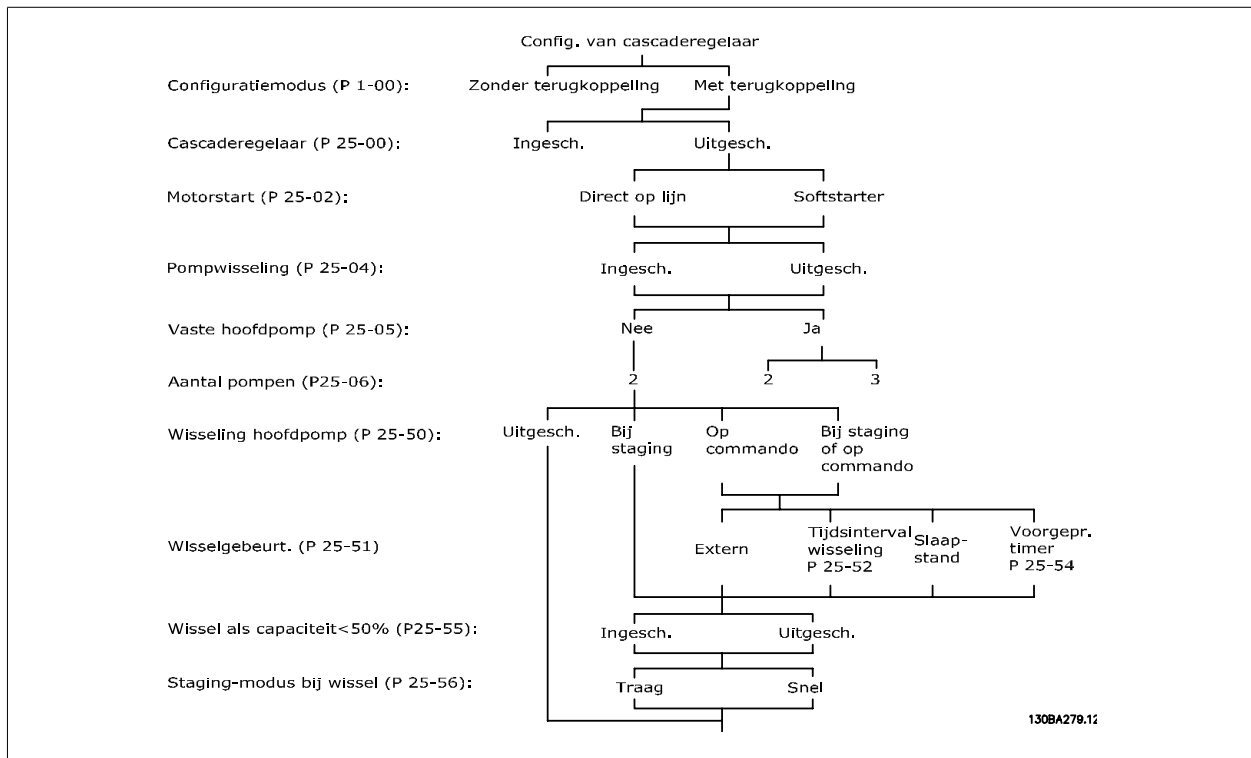 Config. van cascaderegelaar
Configuratiemodus (P 1-00): Zonder terugkoppelıng Met terugkoppelıng
Cascaderegelaar (P 25-00): Ingesch. Uitgesch.
Motorstart (P 25-02): Direct op lijn Softstarter
Pompwisseling (P 25-04): Ingesch. Uitgesch.
Vaste hoofdpomp (P 25-05): Nee Ja
Aantal pompen (P25-06): 2 2 3
Wisseling hoofdpomp (P 25-50): Uitgesch. Bij staging Op commando Bij staging of op commando
Wisselgebeurt. (P 25-51) Extern Tijdsinterval wisseling P 25-52 Slaap-stand Voorgepr. timer P 25-54
Wissel als capaciteit<50% (P25-55): Ingesch. Uitgesch.
Staging-modus bij wissel (P 25-56): Traag Snel
130BA279.12